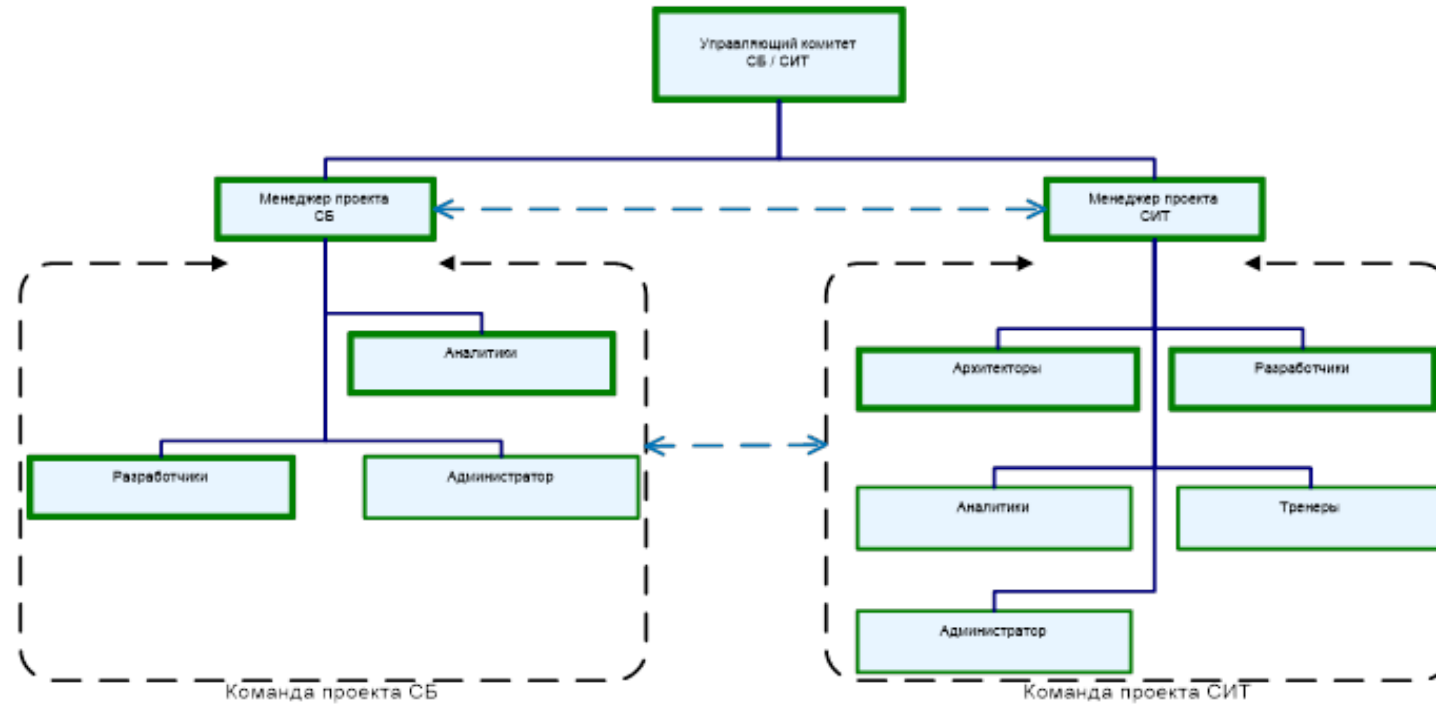 Управляющий комитет
СБ / СИТ
Менеджер проекта
СБ
Менеджер проекта
СИТ
Аналитики
Архитекторы
Разработчики
Разработчики
Администратор
Аналитики
Тренеры
Администратор
Команда проекта СБ
Команда проекта СИТ